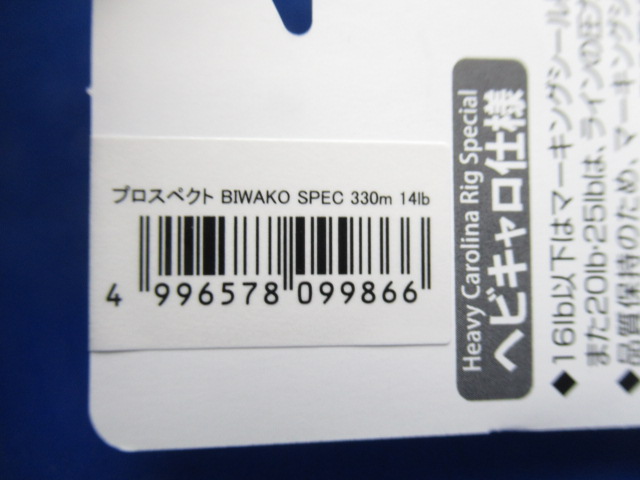 プロスペクト BIWAKO SPEC 330m 14lb
4 996578 099866
Heavy Carolina Rig Special
ヘビキャロ仕様
◆16lb以下はマーキングシール
また20lb·25lbは、ラインの圧力
◆品質保持のため、マーキングシ